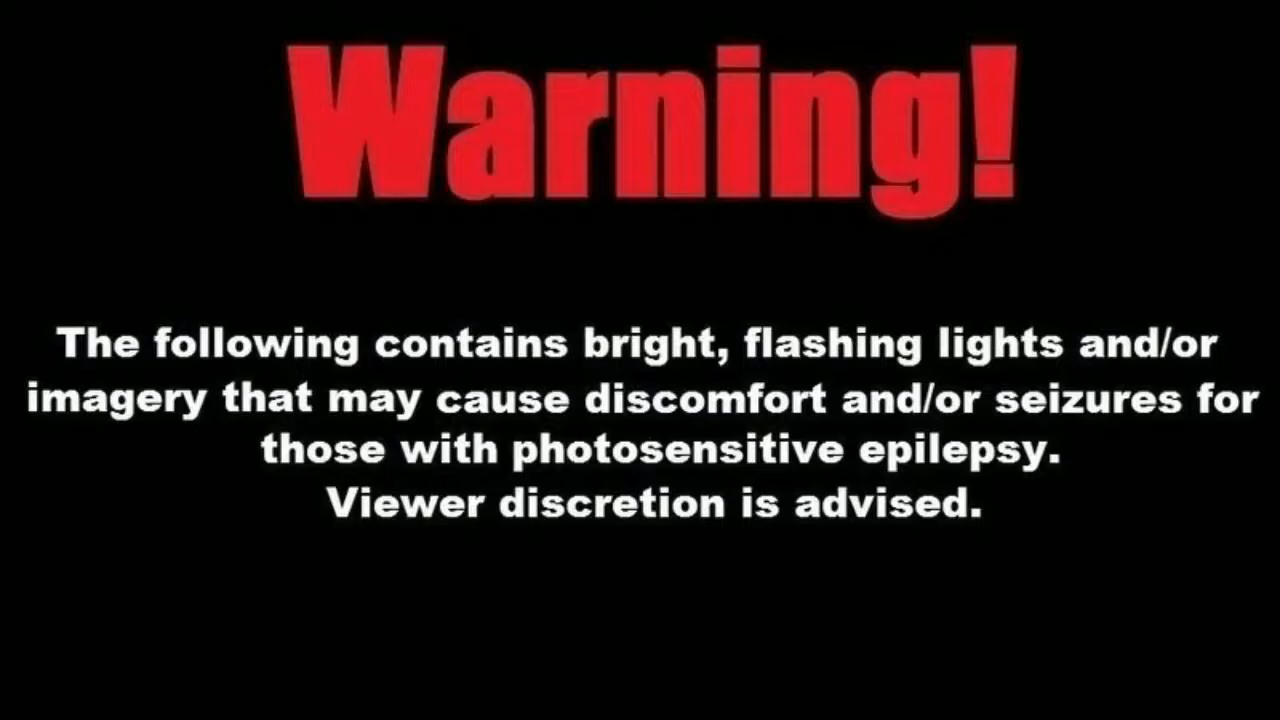 Warning!
The following contains bright, flashing lights and/or
imagery that may cause discomfort and/or seizures for
those with photosensitive epilepsy.
Viewer discretion is advised.